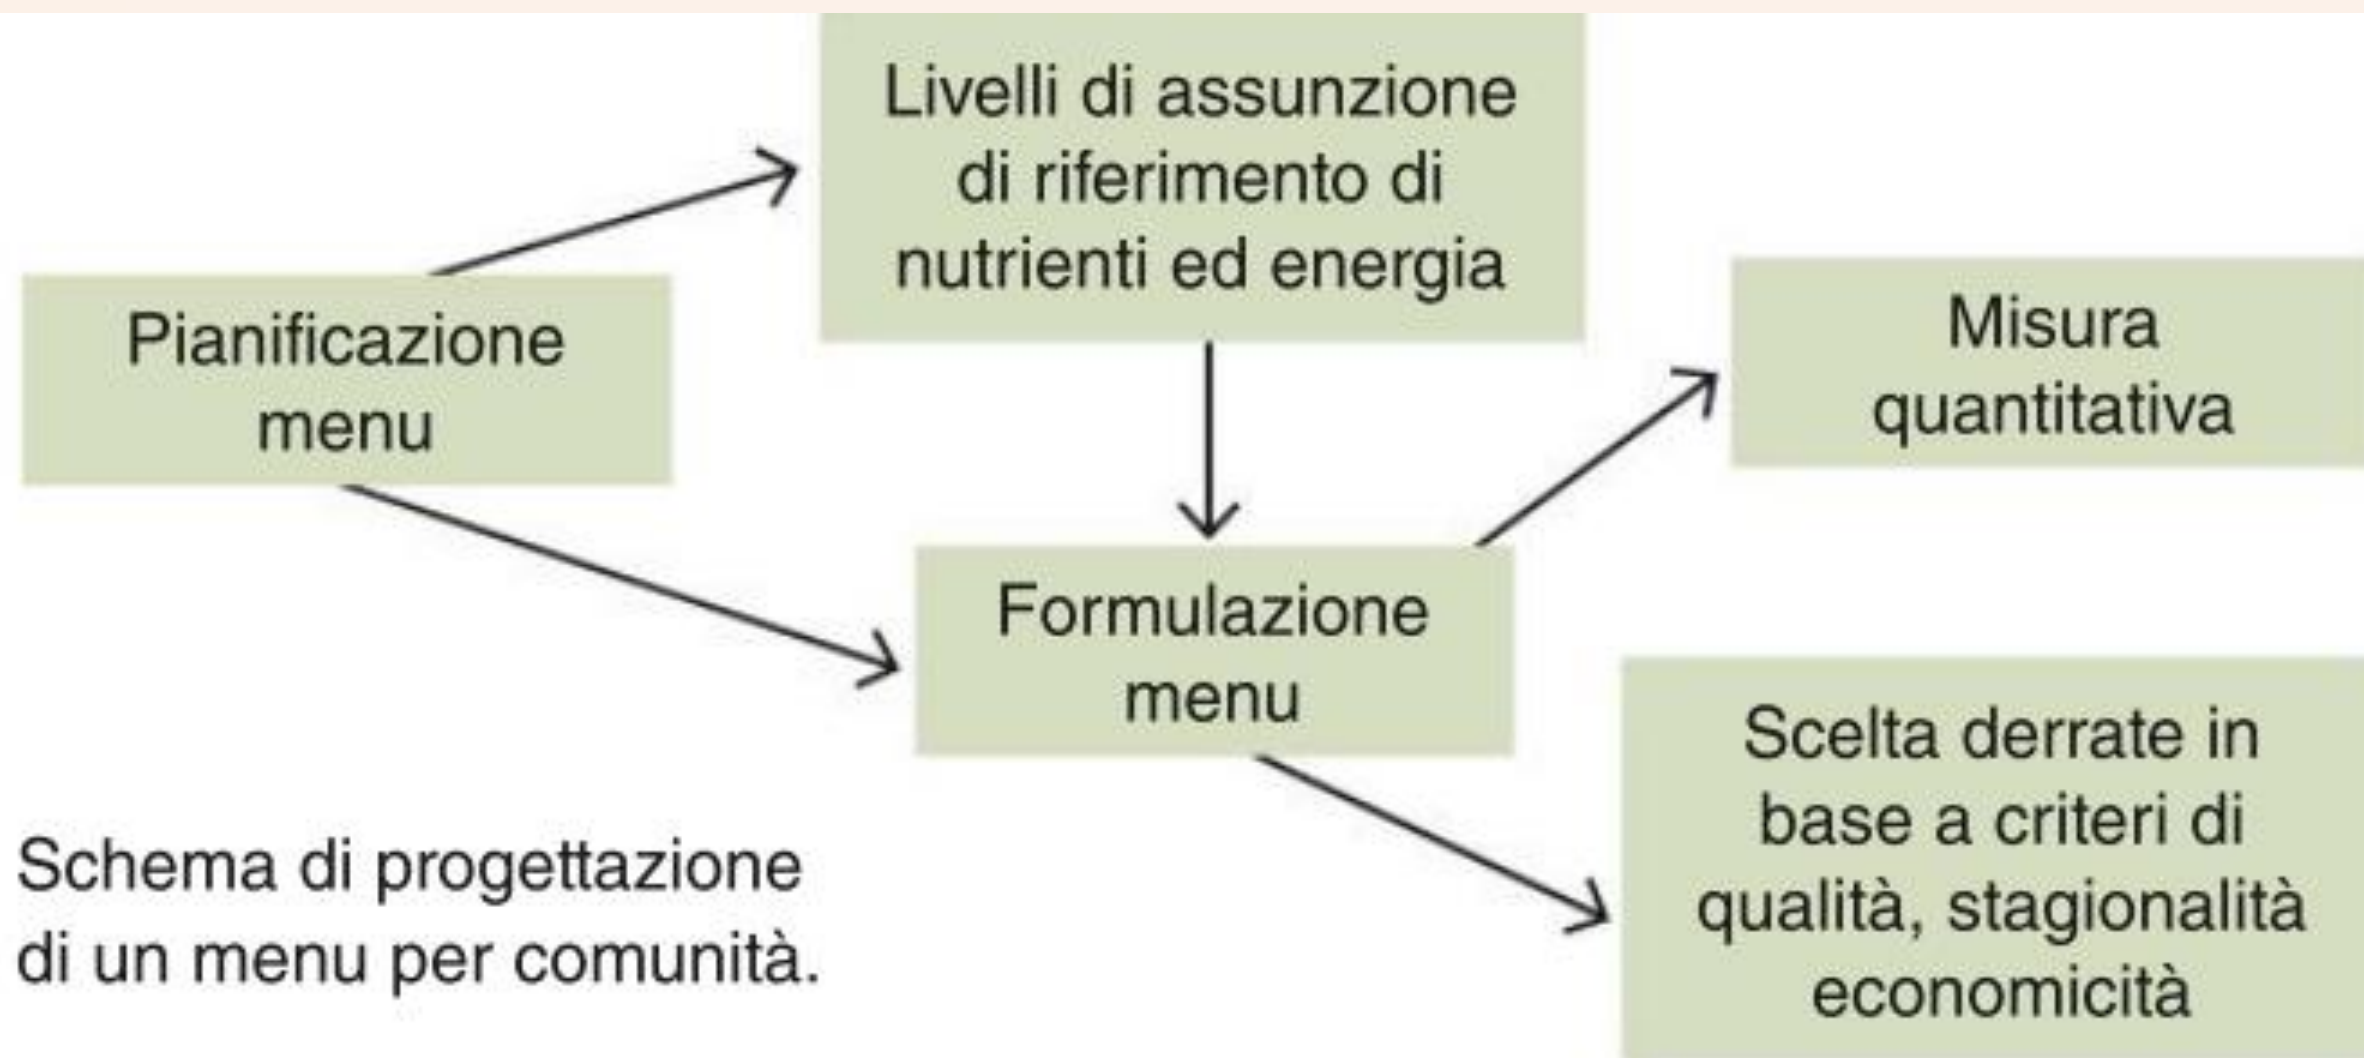 Livelli di assunzione
di riferimento di
nutrienti ed energia
Pianificazione
menu
Misura
quantitativa
Formulazione
menu
Scelta derrate in
base a criteri di
qualità, stagionalità
economicità
Schema di progettazione
di un menu per comunità.